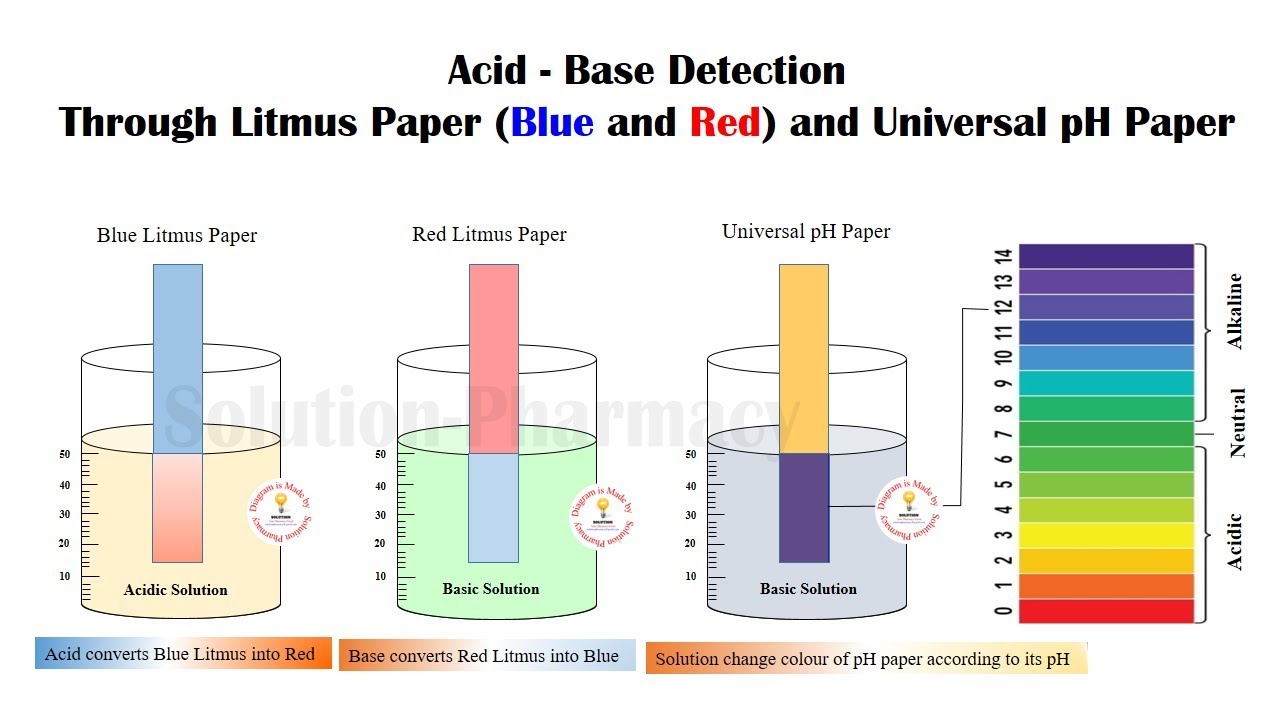 Acid - Base Detection
Through Litmus Paper (Blue and Red) and Universal pH Paper
Blue Litmus Paper
Red Litmus Paper
Universal pH Paper
Solution-Pharmacy
50
40
30
20
10
Acidic Solution
Diagram is Made by
SOLUTION
Solution Pharmacy
50
40
30
20
10
Basic Solution
Diagram is Made by
SOLUTION
Solution Pharmacy
50
40
30
20
10
Basic Solution
Diagram is Made by
SOLUTION
Solution Pharmacy
14
13
12
11
10
9
8
7
6
5
4
3
2
1
0
Alkaline
Neutral
Acidic
Acid converts Blue Litmus into Red
Base converts Red Litmus into Blue
Solution change colour of pH paper according to its pH